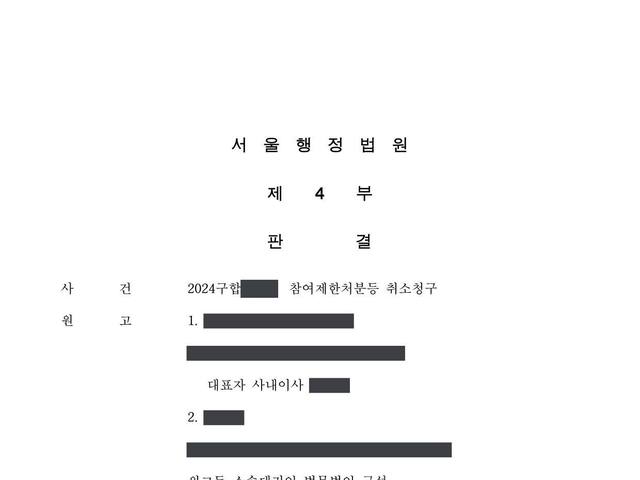 서 울 행 정 법 원
제 4 부
판 결
사 건 2024구합 참여제한처분등 취소청구
원 고 1.
대표자 사내이사
2.